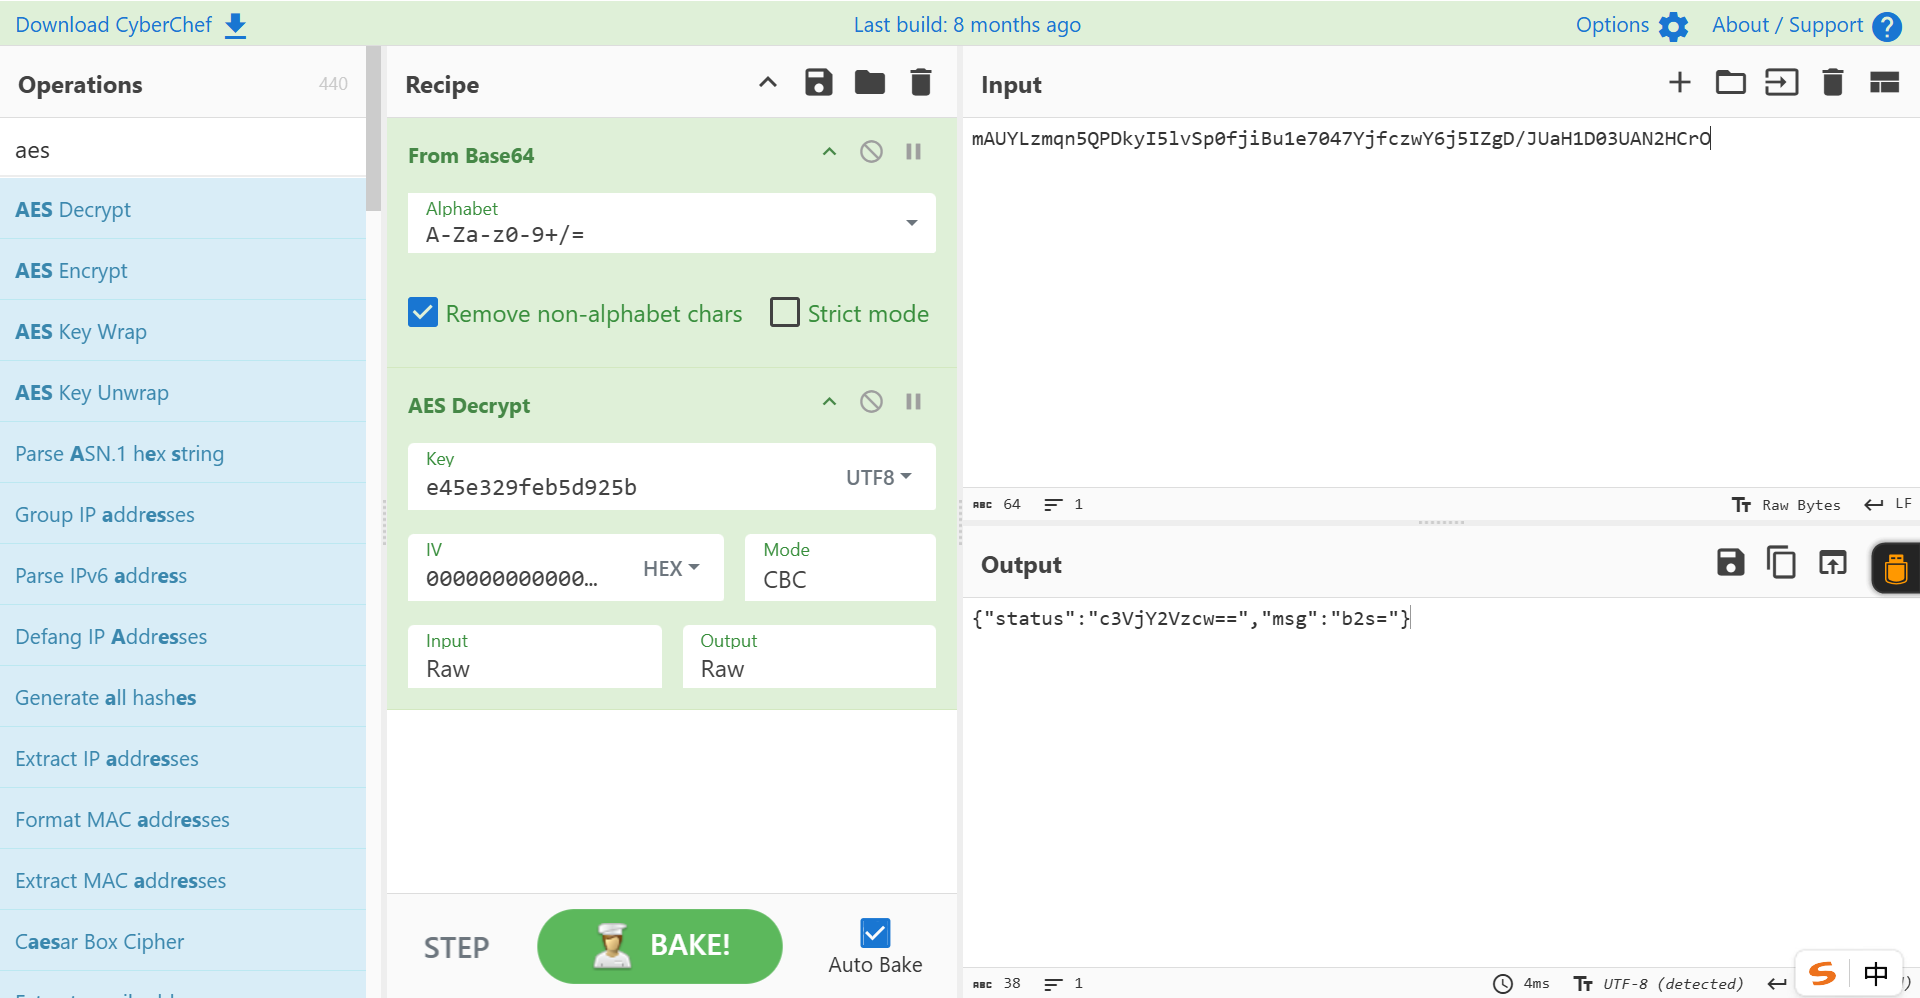 Download CyberChef
Last build: 8 months ago
Options
About / Support
Operations
440
aes
AES Decrypt
AES Encrypt
AES Key Wrap
AES Key Unwrap
Parse ASN.1 hex string
Group IP addresses
Parse IPv6 address
Defang IP Addresses
Generate all hashes
Extract IP addresses
Format MAC addresses
Extract MAC addresses
Caesar Box Cipher
Recipe
From Base64
Alphabet
A-Za-z0-9+/=
Remove non-alphabet chars
Strict mode
AES Decrypt
Key
e45e329feb5d925b
UTF8
IV
000000000000…
HEX
Mode
CBC
Input
Raw
Output
Raw
STEP
BAKE!
Auto Bake
Input
mAUYLzmqn5QPDkyI5lvSp0fjiBu1e7047YjfczwY6j5IZgD/JUaH1D03UAN2HCrO
ABC 64
1
Raw Bytes
LF
Output
{"status":"c3VjY2Vzcw==","msg":"b2s="}
ABC 38
1
4ms
UTF-8 (detected)
S
中